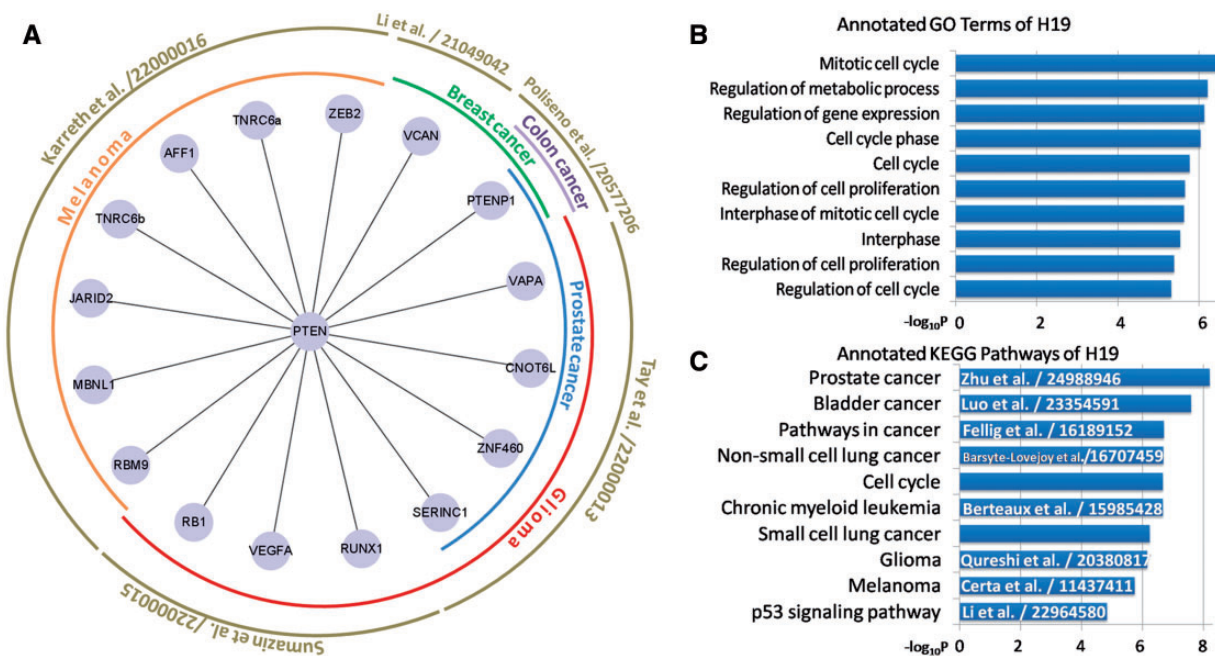 A
Karreth et al. /22000016
Li et al. / 21049042
Poliseno et al. /20577206
Tay et al. /22000013
Sumazin et al. /22000015
Melanoma
Breast cancer
Colon cancer
Prostate cancer
Glioma
ZEB2
TNRC6a
VCAN
AFF1
PTENP1
TNRC6b
VAPA
JARID2
PTEN
CNOT6L
MBNL1
ZNF460
RBM9
SERINC1
RB1
VEGFA
RUNX1
B
Annotated GO Terms of H19
Mitotic cell cycle
Regulation of metabolic process
Regulation of gene expression
Cell cycle phase
Cell cycle
Regulation of cell proliferation
Interphase of mitotic cell cycle
Interphase
Regulation of cell proliferation
Regulation of cell cycle
-log10P 0 2 4 6
C
Annotated KEGG Pathways of H19
Prostate cancer Zhu et al. / 24988946
Bladder cancer Luo et al. / 23354591
Pathways in cancer Fellig et al. / 16189152
Non-small cell lung cancer Barsyte-Lovejoy et al./16707459
Cell cycle
Chronic myeloid leukemia Berteaux et al. / 15985428
Small cell lung cancer
Glioma Qureshi et al. / 20380817
Melanoma Certa et al. / 11437411
p53 signaling pathway Li et al. / 22964580
-log10P 0 2 4 6 8